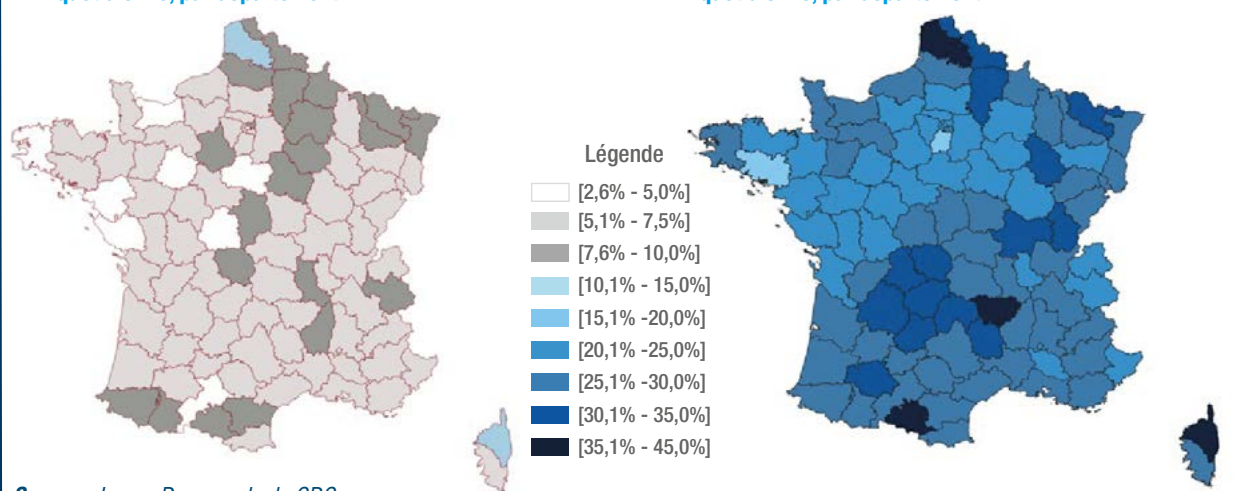 Légende
[2,6% - 5,0%]
[5,1% - 7,5%]
[7,6% - 10,0%]
[10,1% - 15,0%]
[15,1% -20,0%]
[20,1% -25,0%]
[25,1% -30,0%]
[30,1% - 35,0%]
[35,1% - 45,0%]